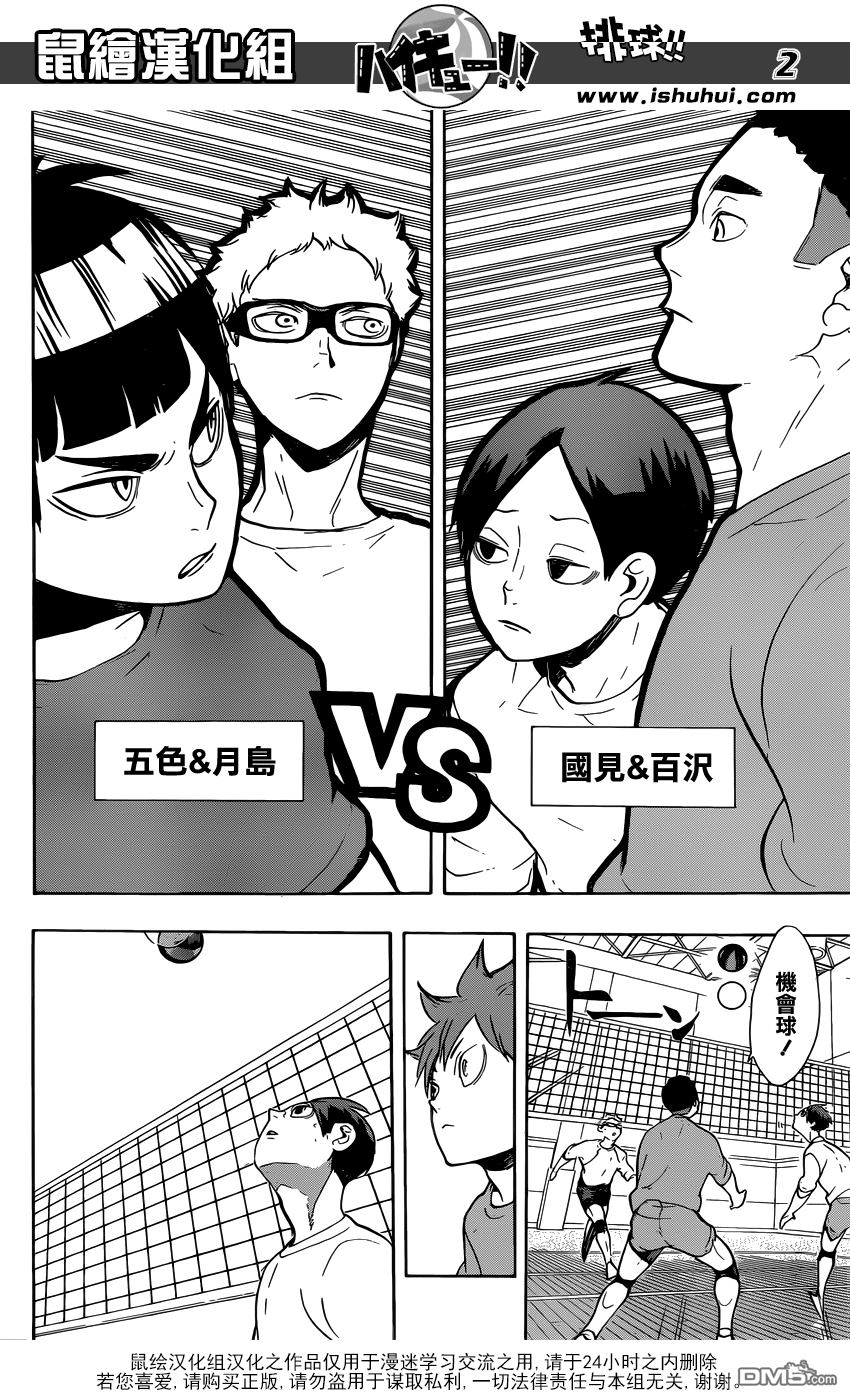 鼠繪漢化組
ハイキュー!!
排球!!
2
www.ishuhui.com
五色&月島
VS
國見&百沢
機會球！
トーン
鼠绘汉化组汉化之作品仅用于漫迷学习交流之用, 请于24小时之内删除
若您喜爱, 请购买正版, 请勿盗用于谋取私利, 一切法律责任与本组无关, 谢谢。
DM5.com